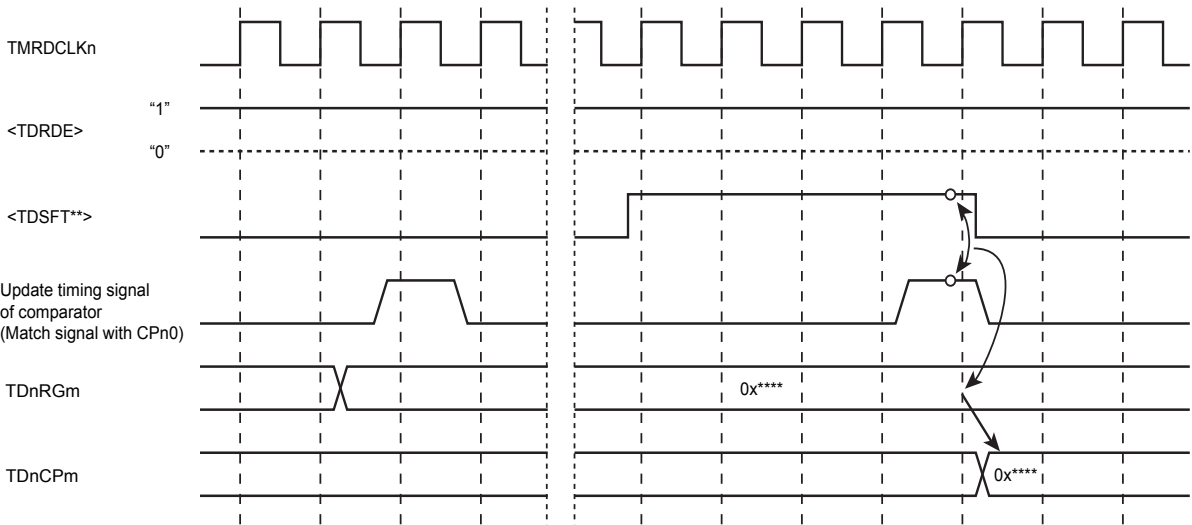 TMRDCLKn
“1”
<TDRDE>
“0”
<TDSFT**>
Update timing signal
of comparator
(Match signal with CPn0)
TDnRGm
0x****
TDnCPm
0x****